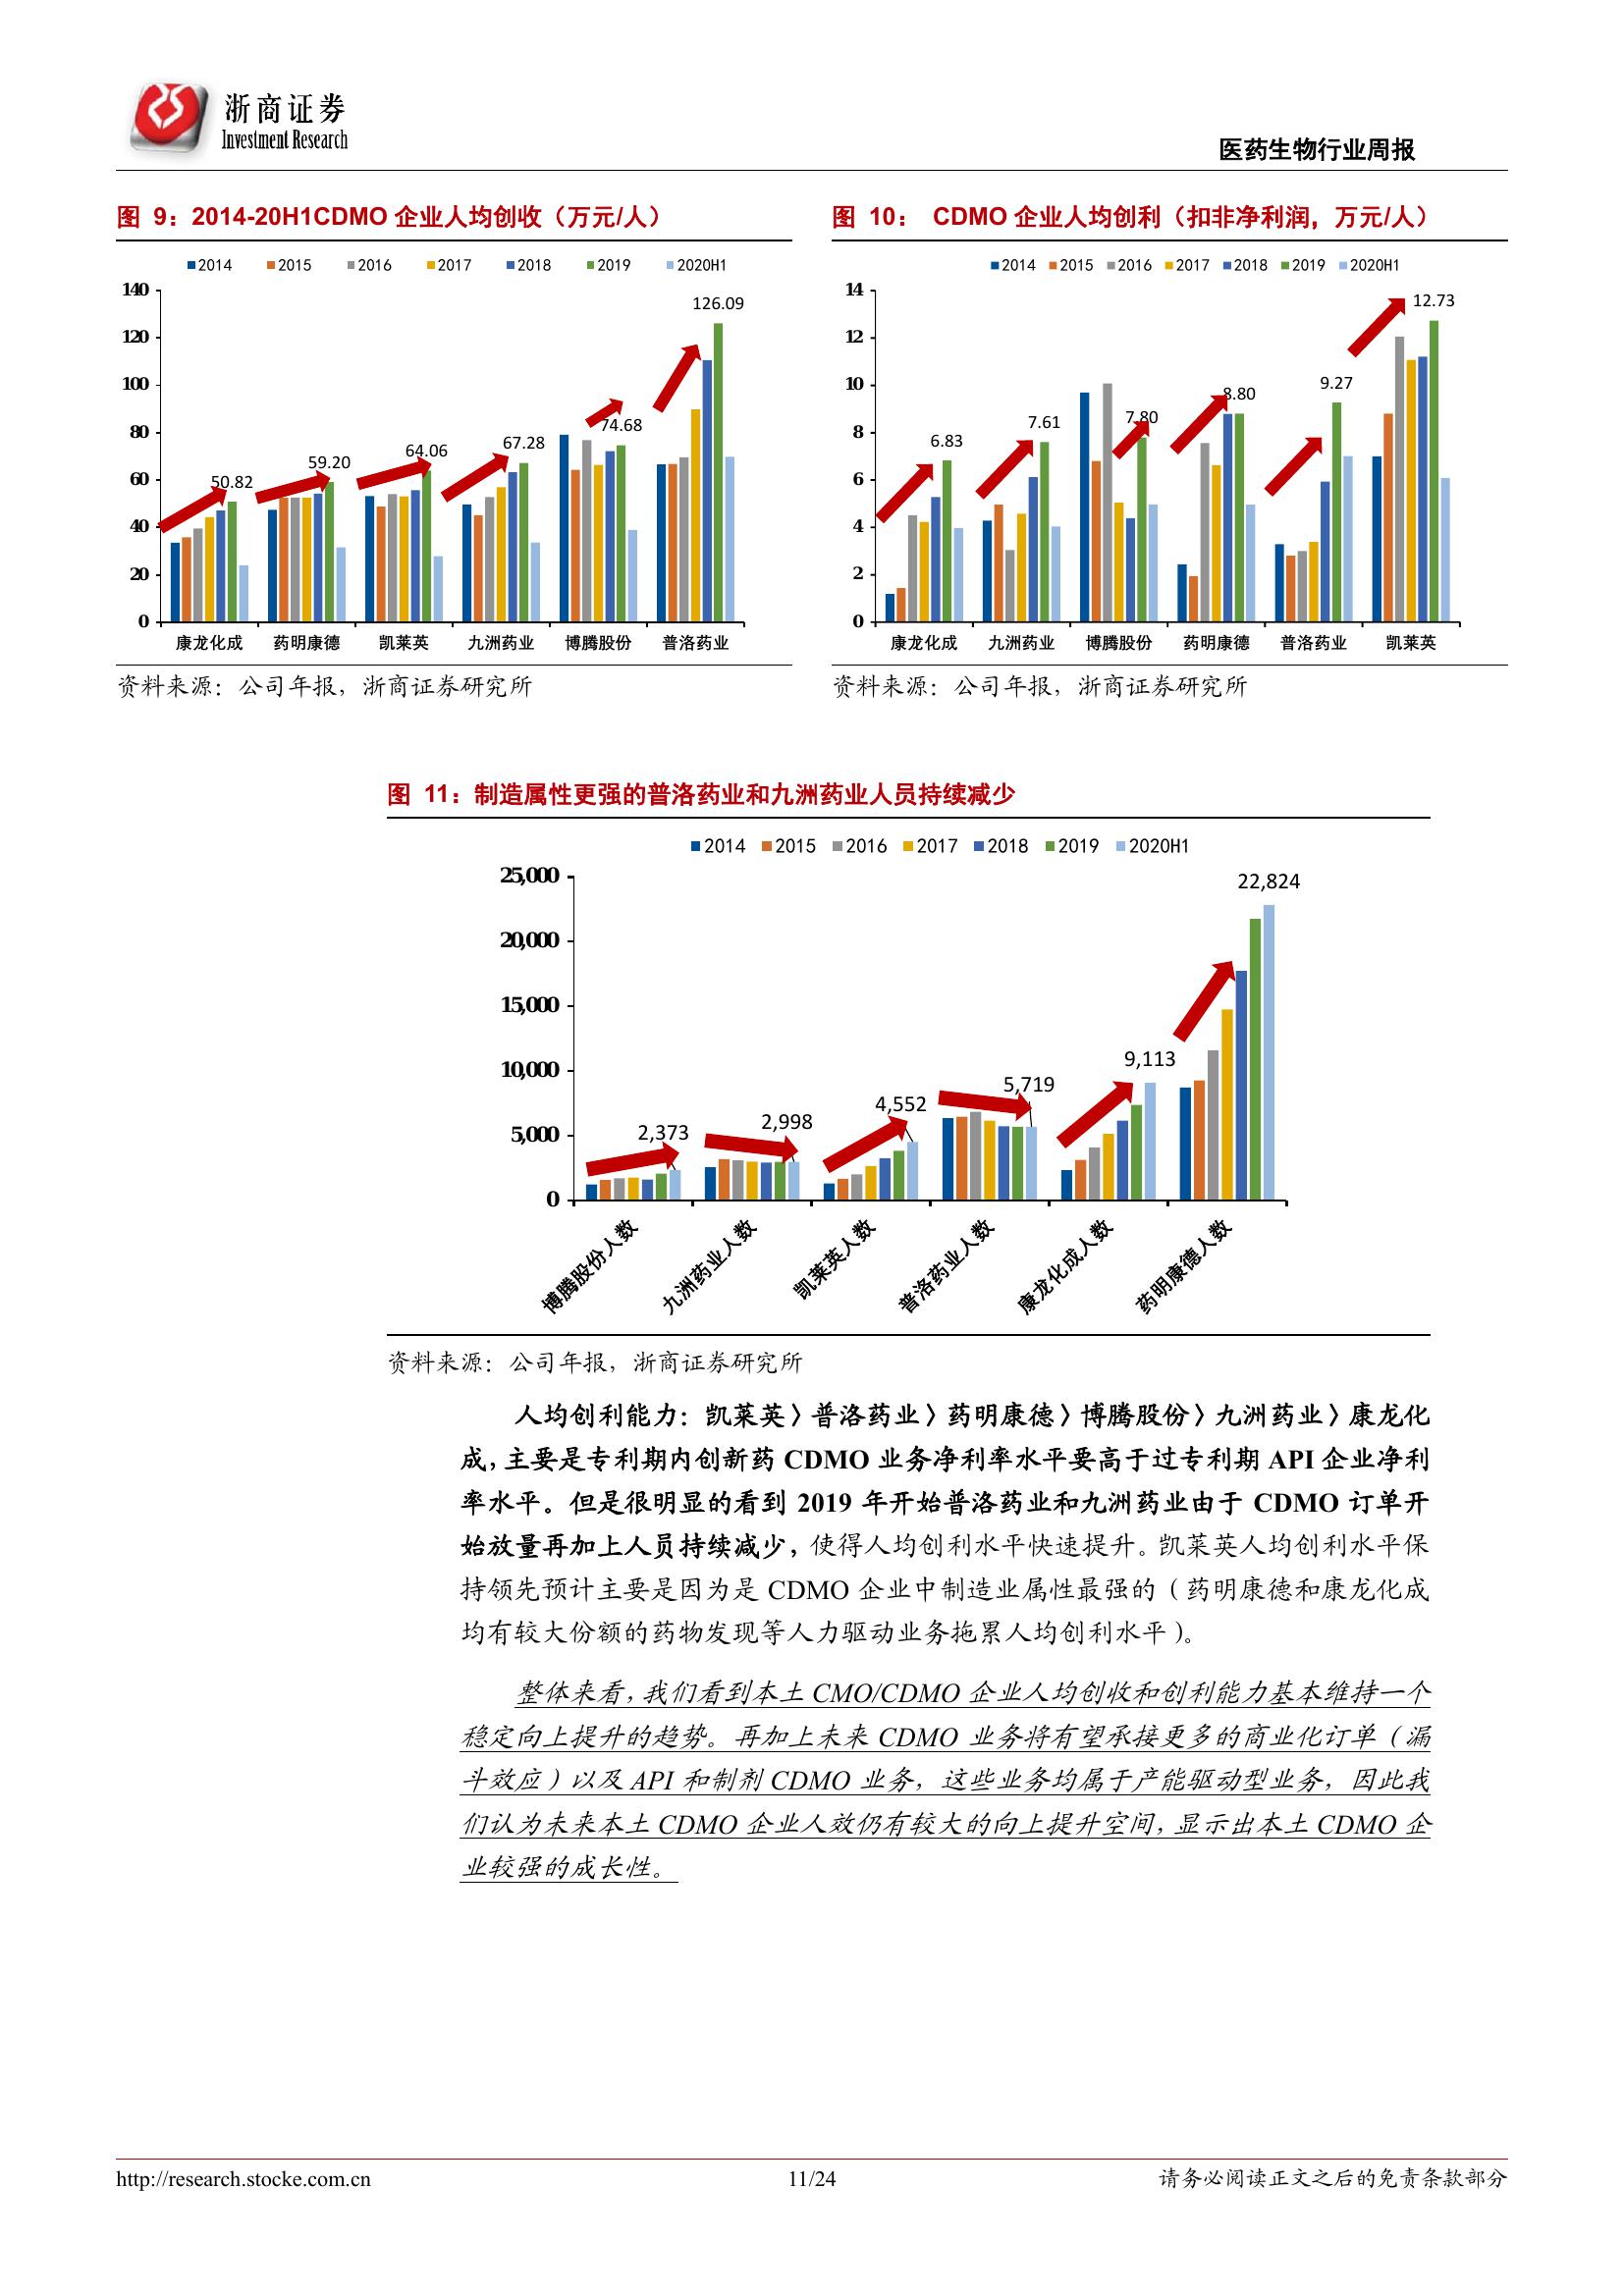 浙商证券
Investment Research
医药生物行业周报
图 9：2014-20H1CDMO 企业人均创收（万元/人）
2014 2015 2016 2017 2018 2019 2020H1
140
120
100
80
60
40
20
0
50.82
59.20
64.06
67.28
74.68
126.09
康龙化成 药明康德 凯莱英 九洲药业 博腾股份 普洛药业
资料来源：公司年报，浙商证券研究所
图 10： CDMO 企业人均创利（扣非净利润，万元/人）
2014 2015 2016 2017 2018 2019 2020H1
14
12
10
8
6
4
2
0
6.83
7.61
7.80
8.80
9.27
12.73
康龙化成 九洲药业 博腾股份 药明康德 普洛药业 凯莱英
资料来源：公司年报，浙商证券研究所
图 11：制造属性更强的普洛药业和九洲药业人员持续减少
2014 2015 2016 2017 2018 2019 2020H1
25,000
20,000
15,000
10,000
5,000
0
2,373
2,998
4,552
5,719
9,113
22,824
博腾股份人数 九洲药业人数 凯莱英人数 普洛药业人数 康龙化成人数 药明康德人数
资料来源：公司年报，浙商证券研究所
人均创利能力：凯莱英〉普洛药业〉药明康德〉博腾股份〉九洲药业〉康龙化
成，主要是专利期内创新药 CDMO 业务净利率水平要高于过专利期 API 企业净利
率水平。但是很明显的看到 2019 年开始普洛药业和九洲药业由于 CDMO 订单开
始放量再加上人员持续减少，使得人均创利水平快速提升。凯莱英人均创利水平保
持领先预计主要是因为是 CDMO 企业中制造业属性最强的（药明康德和康龙化成
均有较大份额的药物发现等人力驱动业务拖累人均创利水平）。
整体来看，我们看到本土 CMO/CDMO 企业人均创收和创利能力基本维持一个
稳定向上提升的趋势。再加上未来 CDMO 业务将有望承接更多的商业化订单（漏
斗效应）以及 API 和制剂 CDMO 业务，这些业务均属于产能驱动型业务，因此我
们认为未来本土 CDMO 企业人效仍有较大的向上提升空间，显示出本土 CDMO 企
业较强的成长性。
http://research.stocke.com.cn
11/24
请务必阅读正文之后的免责条款部分